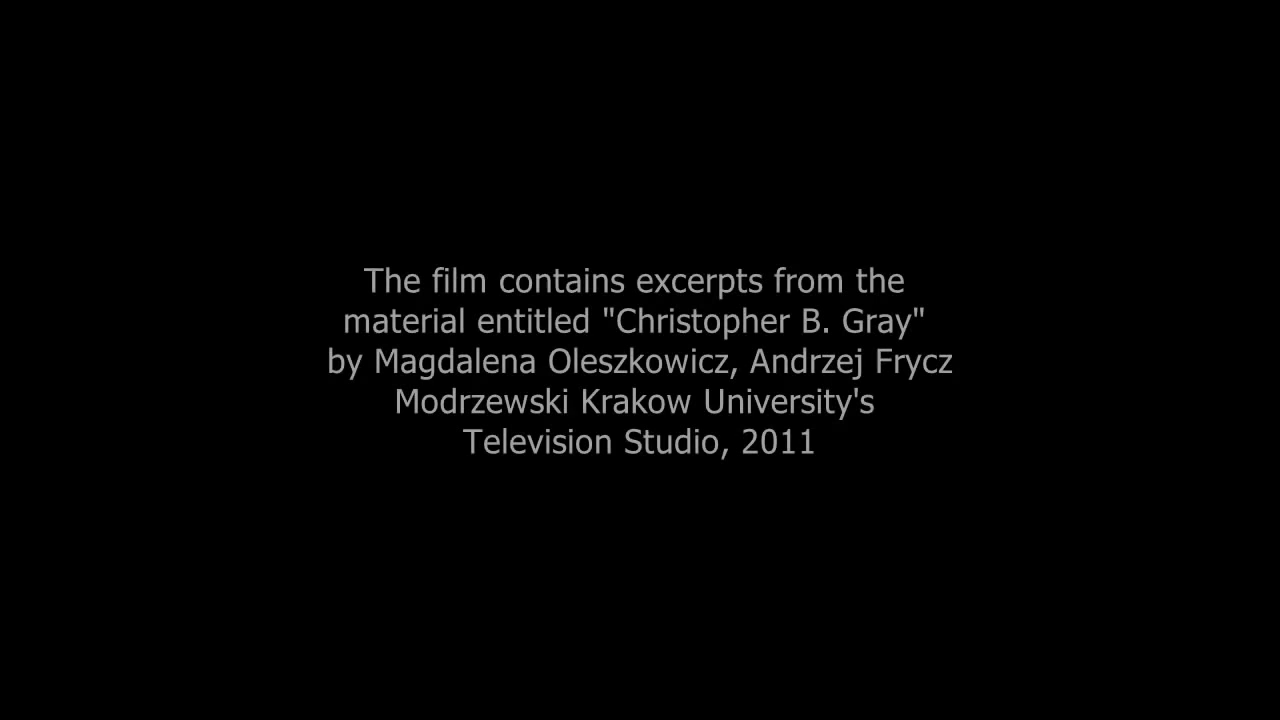 The film contains excerpts from the
material entitled "Christopher B. Gray"
by Magdalena Oleszkowicz, Andrzej Frycz
Modrzewski Krakow University's
Television Studio, 2011